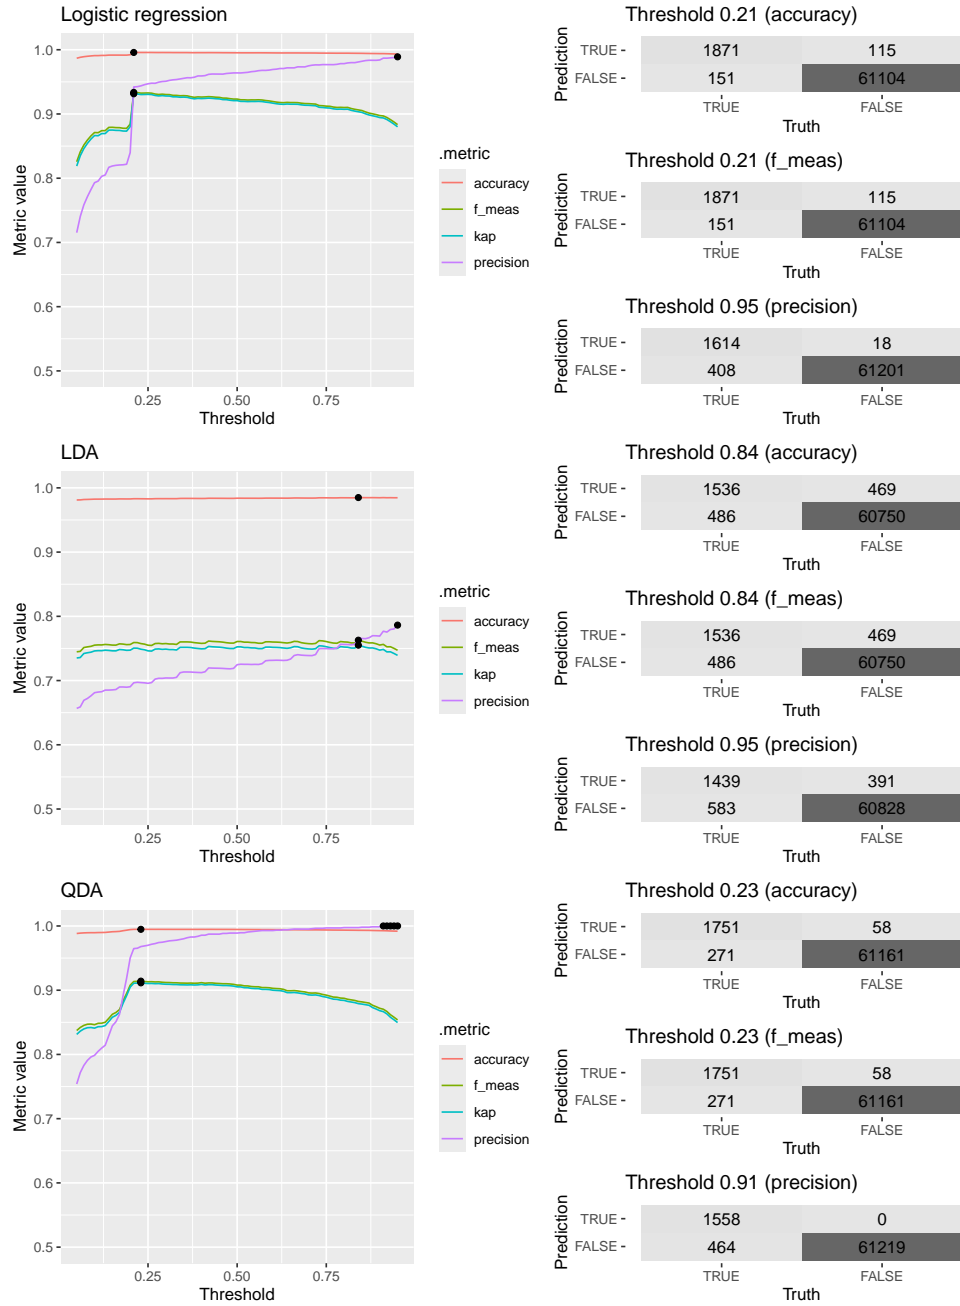 Logistic regression
1.0
0.9
0.8
0.7
0.6
0.5
Metric value
0.25 0.50 0.75
Threshold
.metric
accuracy
f_meas
kap
precision
Threshold 0.21 (accuracy)
Prediction
TRUE 1871 115
FALSE 151 61104
TRUE FALSE
Truth
Threshold 0.21 (f_meas)
Prediction
TRUE 1871 115
FALSE 151 61104
TRUE FALSE
Truth
Threshold 0.95 (precision)
Prediction
TRUE 1614 18
FALSE 408 61201
TRUE FALSE
Truth
LDA
1.0
0.9
0.8
0.7
0.6
0.5
Metric value
0.25 0.50 0.75
Threshold
.metric
accuracy
f_meas
kap
precision
Threshold 0.84 (accuracy)
Prediction
TRUE 1536 469
FALSE 486 60750
TRUE FALSE
Truth
Threshold 0.84 (f_meas)
Prediction
TRUE 1536 469
FALSE 486 60750
TRUE FALSE
Truth
Threshold 0.95 (precision)
Prediction
TRUE 1439 391
FALSE 583 60828
TRUE FALSE
Truth
QDA
1.0
0.9
0.8
0.7
0.6
0.5
Metric value
0.25 0.50 0.75
Threshold
.metric
accuracy
f_meas
kap
precision
Threshold 0.23 (accuracy)
Prediction
TRUE 1751 58
FALSE 271 61161
TRUE FALSE
Truth
Threshold 0.23 (f_meas)
Prediction
TRUE 1751 58
FALSE 271 61161
TRUE FALSE
Truth
Threshold 0.91 (precision)
Prediction
TRUE 1558 0
FALSE 464 61219
TRUE FALSE
Truth